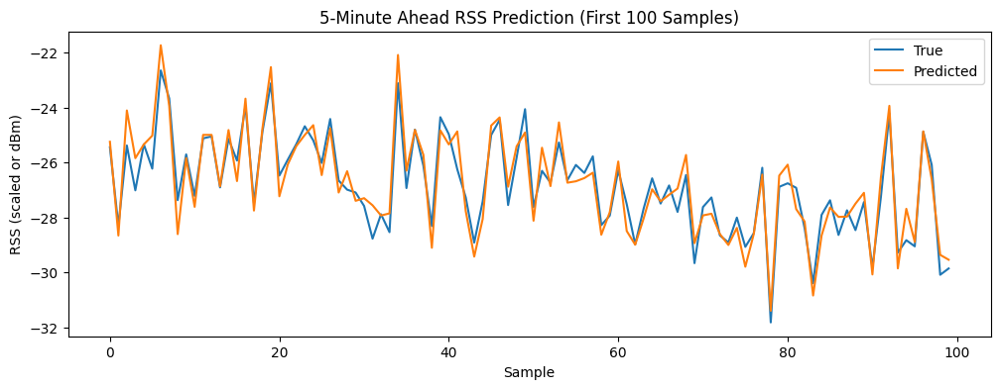 5-Minute Ahead RSS Prediction (First 100 Samples)
True
Predicted
RSS (scaled or dBm)
−22
−24
−26
−28
−30
−32
0
20
40
60
80
100
Sample